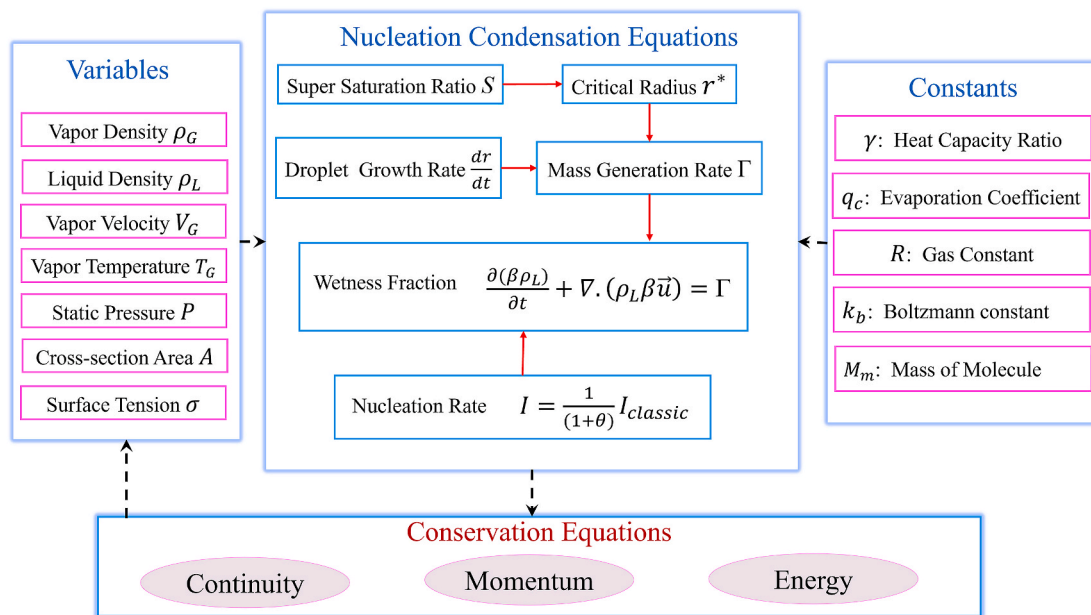 Variables
Vapor Density ρ_G
Liquid Density ρ_L
Vapor Velocity V_G
Vapor Temperature T_G
Static Pressure P
Cross-section Area A
Surface Tension σ
Nucleation Condensation Equations
Super Saturation Ratio S
Critical Radius r*
Droplet Growth Rate dr/dt
Mass Generation Rate Γ
Wetness Fraction ∂(βρ_L)/∂t + ∇.(ρ_L β u⃗) = Γ
Nucleation Rate I = 1/(1+θ) I_classic
Constants
γ: Heat Capacity Ratio
q_c: Evaporation Coefficient
R: Gas Constant
k_b: Boltzmann constant
M_m: Mass of Molecule
Conservation Equations
Continuity
Momentum
Energy